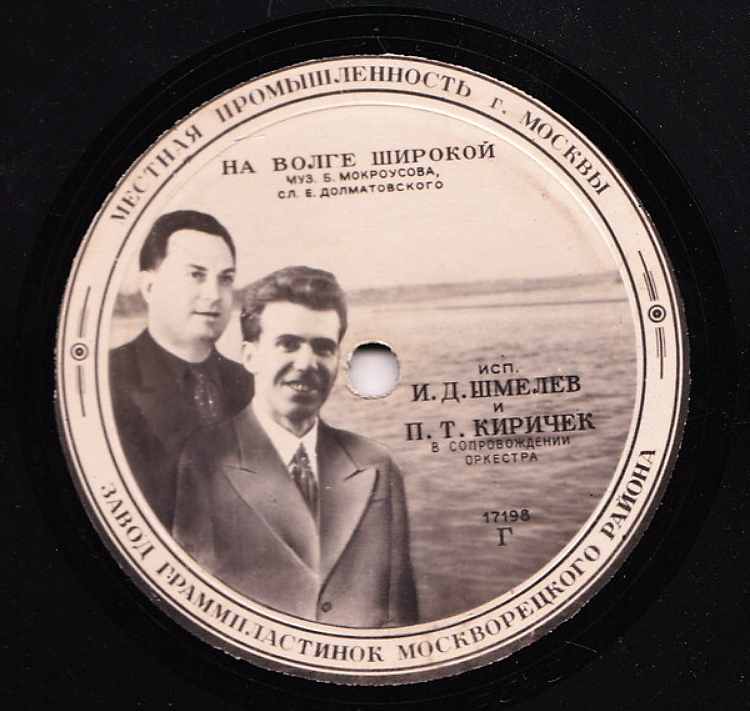 МЕСТНАЯ ПРОМЫШЛЕННОСТЬ г. МОСКВЫ
НА ВОЛГЕ ШИРОКОЙ
МУЗ. Б. МОКРОУСОВА,
СЛ. Е. ДОЛМАТОВСКОГО
ИСП.
И. Д. ШМЕЛЕВ
И
П. Т. КИРИЧЕК
В СОПРОВОЖДЕНИИ
ОРКЕСТРА
17198
Г
ЗАВОД ГРАММПЛАСТИНОК МОСКВОРЕЦКОГО РАЙОНА